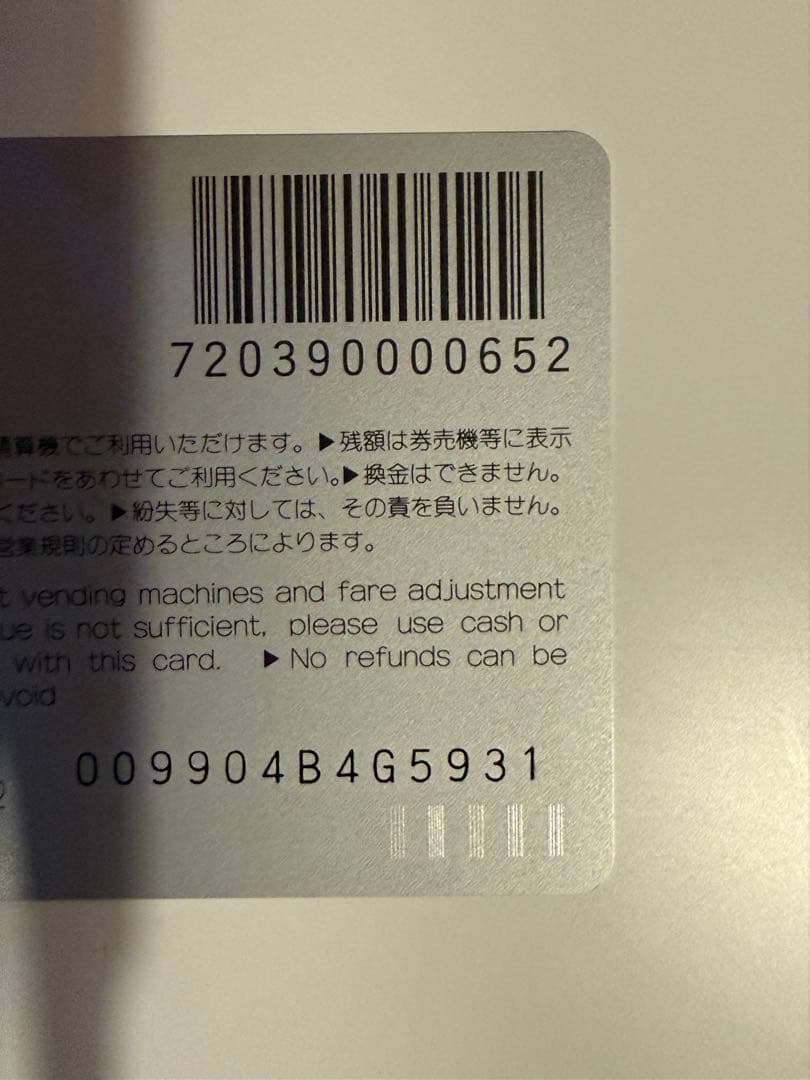 720390000652
精算機でご利用いただけます。▶残額は券売機等に表示
ードをあわせてご利用ください。▶換金はできません。
ください。▶紛失等に対しては、その責を負いません。
営業規則の定めるところによります。
t vending machines and fare adjustment
ue is not sufficient, please use cash or
with this card. ▶No refunds can be
void
009904B4G5931
2